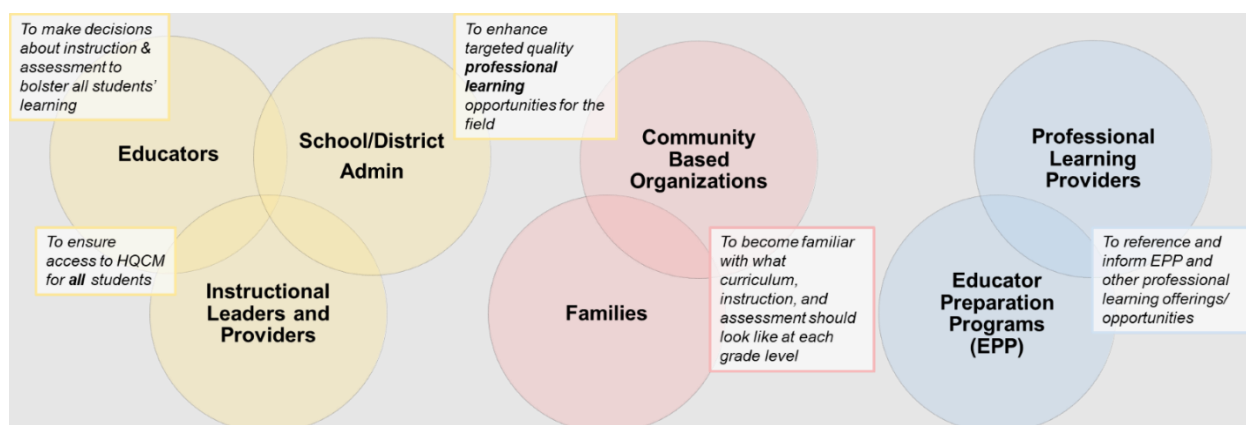 To make decisions
about instruction &
assessment to
bolster all students'
learning
Educators
School/District
Admin
To enhance
targeted quality
professional
learning
opportunities for the
field
To ensure
access to HQCM
for all students
Instructional
Leaders and
Providers
Community
Based
Organizations
Families
To become familiar
with what
curriculum,
instruction, and
assessment should
look like at each
grade level
Professional
Learning
Providers
Educator
Preparation
Programs
(EPP)
To reference and
inform EPP and
other professional
learning offerings/
opportunities